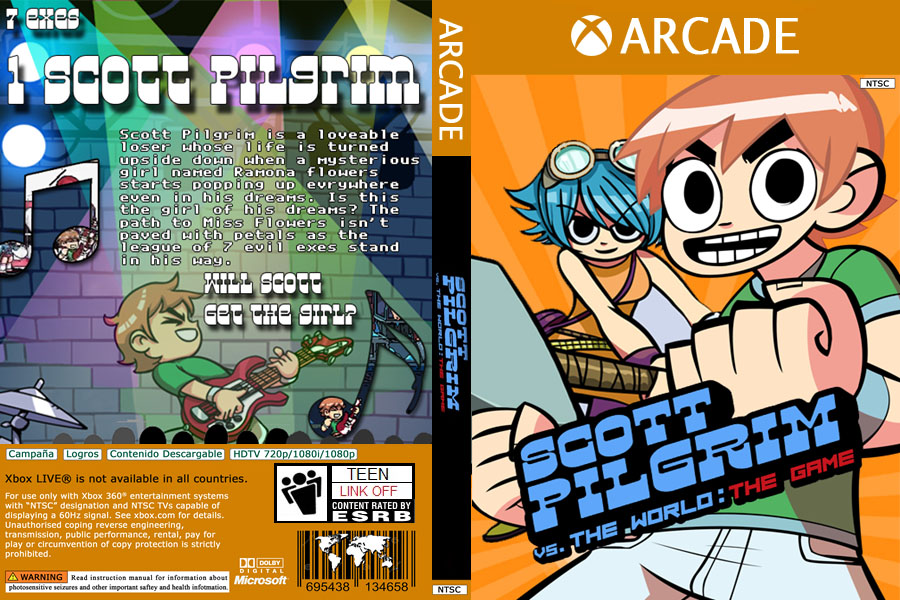 7 EXES
1 SCOTT PILGRIM
Scott Pilgrim is a loveable
loser whose life is turned
upside down when a mysterious
girl named Ramona flowers
starts popping up evrywhere
even in his dreams. Is this
the girl of his dreams? The
path to Miss Flowers isn't
paved with petals as the
league of 7 evil exes stand
in his way.
WILL SCOTT
GET THE GIRL?
Campaña
Logros
Contenido Descargable
HDTV 720p/1080i/1080p
Xbox LIVE® is not available in all countries.
For use only with Xbox 360® entertainment systems
with “NTSC” designation and NTSC TVs capable of
displaying a 60Hz signal. See xbox.com for details.
Unauthorised coping reverse engineering,
transmission, public performance, rental, pay for
play or circumvention of copy protection is strictly
prohibited.
WARNING Read instruction manual for information about
photosensitive seizures and other important saftey and health infotmation.
TEEN
LINK OFF
CONTENT RATED BY
ESRB
DOLBY
DIGITAL
Microsoft
695438 134658
ARCADE
SCOTT
PILGRIM
VS. THE WORLD: THE GAME
NTSC
ARCADE
NTSC
SCOTT
PILGRIM
VS. THE WORLD: THE GAME